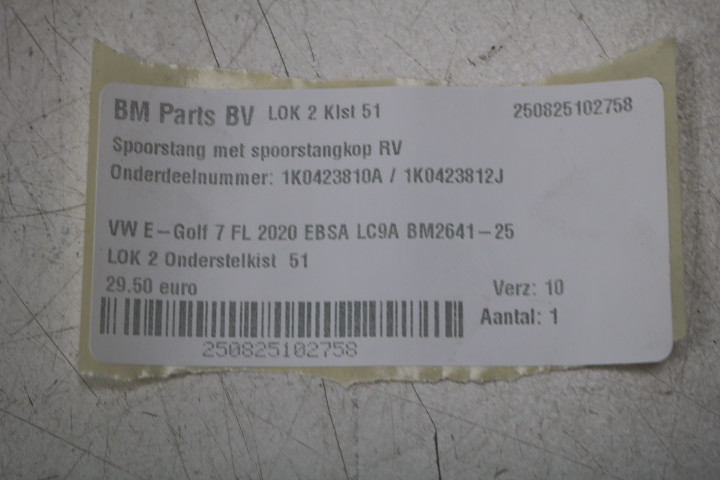 BM Parts BV LOK 2 Klst 51 250825102758
Spoorstang met spoorstangkop RV
Onderdeelnummer: 1K0423810A / 1K0423812J
VW E-Golf 7 FL 2020 EBSA LC9A BM2641-25
LOK 2 Onderstelkist 51
29.50 euro Verz: 10
Aantal: 1
250825102758